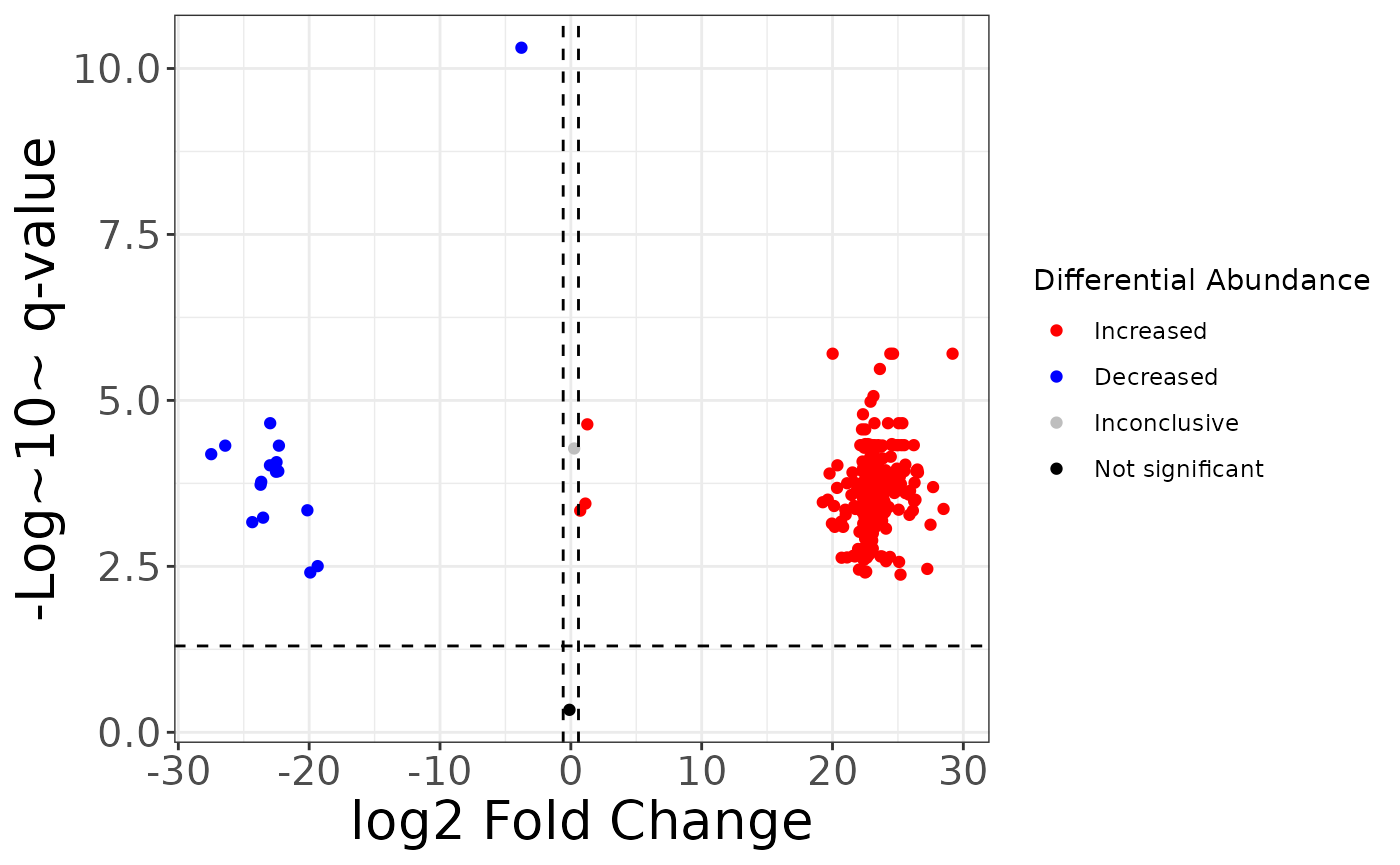 10.0
7.5
5.0
2.5
0.0
-Log~10~ q-value
-30 -20 -10 0 10 20 30
log2 Fold Change
Differential Abundance
Increased
Decreased
Inconclusive
Not significant